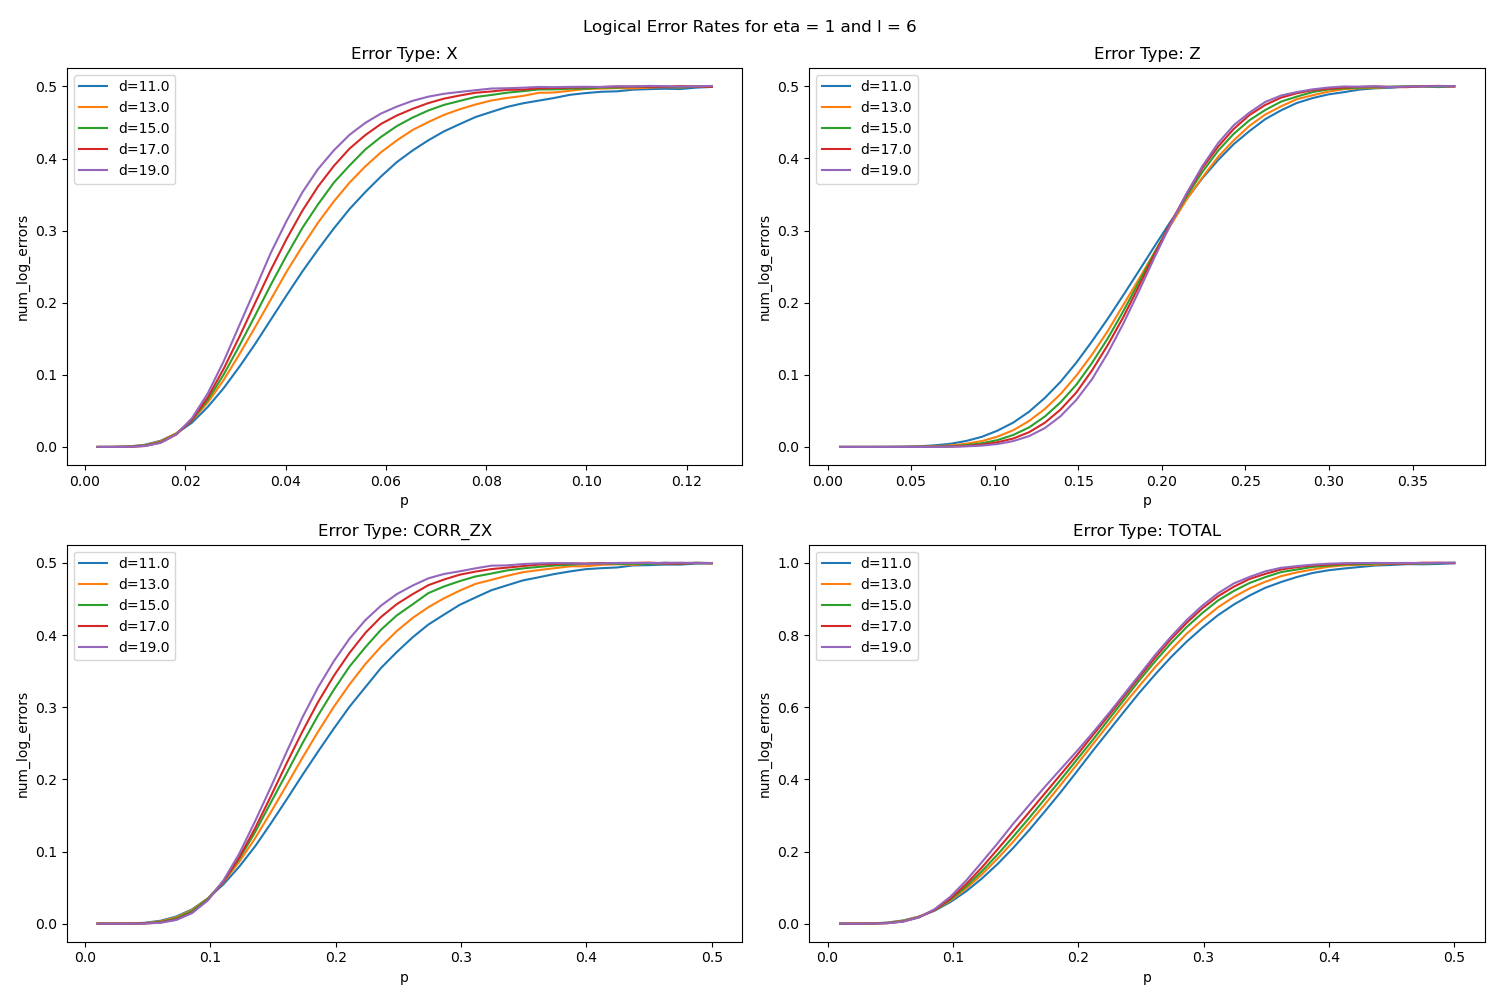 Logical Error Rates for eta = 1 and l = 6
Error Type: X
num_log_errors
0.5
0.4
0.3
0.2
0.1
0.0
d=11.0
d=13.0
d=15.0
d=17.0
d=19.0
0.00 0.02 0.04 0.06 0.08 0.10 0.12
p
Error Type: Z
num_log_errors
0.5
0.4
0.3
0.2
0.1
0.0
d=11.0
d=13.0
d=15.0
d=17.0
d=19.0
0.00 0.05 0.10 0.15 0.20 0.25 0.30 0.35
p
Error Type: CORR_ZX
num_log_errors
0.5
0.4
0.3
0.2
0.1
0.0
d=11.0
d=13.0
d=15.0
d=17.0
d=19.0
0.0 0.1 0.2 0.3 0.4 0.5
p
Error Type: TOTAL
num_log_errors
1.0
0.8
0.6
0.4
0.2
0.0
d=11.0
d=13.0
d=15.0
d=17.0
d=19.0
0.0 0.1 0.2 0.3 0.4 0.5
p